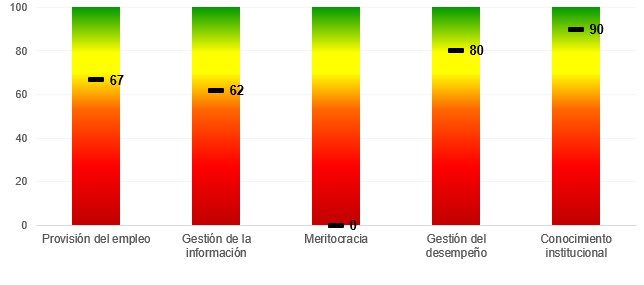 100
80
60
40
20
0
67
62
0
80
90
Provisión del empleo
Gestión de la
información
Meritocracia
Gestión del
desempeño
Conocimiento
institucional